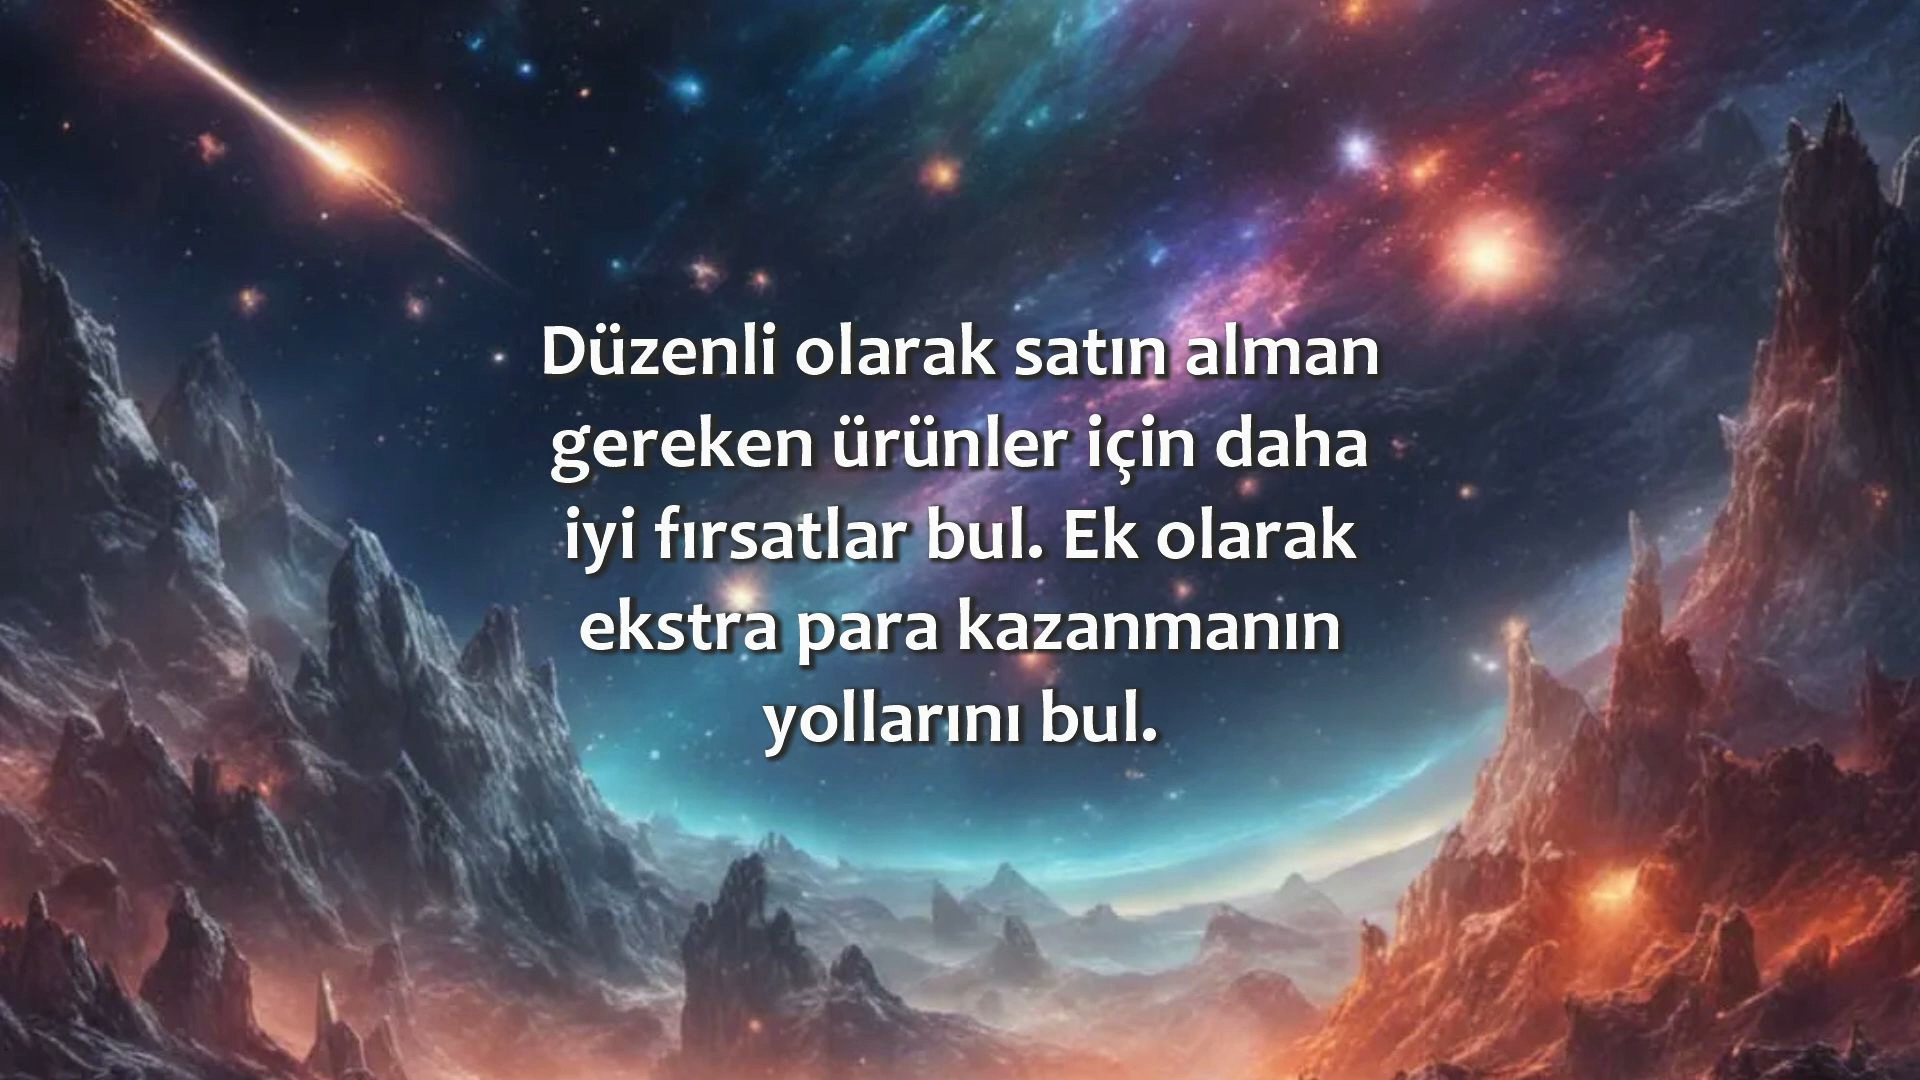 Düzenli olarak satın alman
gereken ürünler için daha
iyi fırsatlar bul. Ek olarak
ekstra para kazanmanın
yollarını bul.